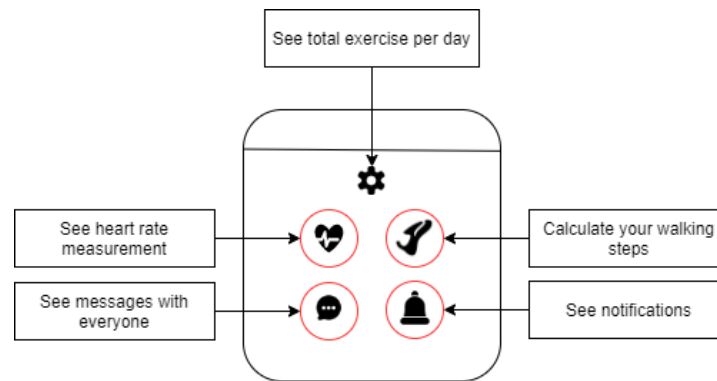 See total exercise per day
See heart rate
measurement
Calculate your walking
steps
See messages with
everyone
See notifications